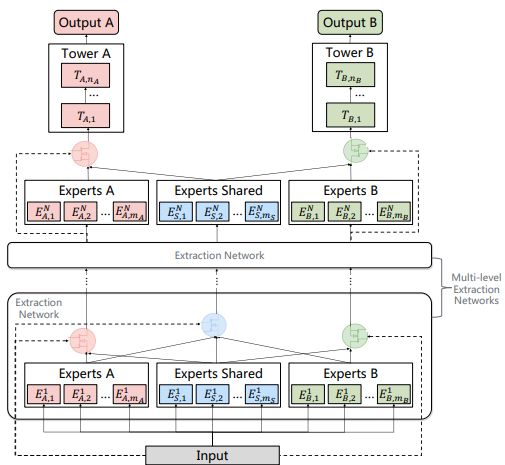 Output A Output B
Tower A Tower B
T_{A,n_A} T_{B,n_B}
... ...
T_{A,1} T_{B,1}
Experts A Experts Shared Experts B
E^N_{A,1} E^N_{A,2} ... E^N_{A,m_A} E^N_{S,1} E^N_{S,2} ... E^N_{S,m_S} E^N_{B,1} E^N_{B,2} ... E^N_{B,m_B}
Extraction Network
Multi-level
Extraction
Networks
... ... ...
Extraction
Network
Experts A Experts Shared Experts B
E^1_{A,1} E^1_{A,2} ... E^1_{A,m_A} E^1_{S,1} E^1_{S,2} ... E^1_{S,m_S} E^1_{B,1} E^1_{B,2} ... E^1_{B,m_B}
Input